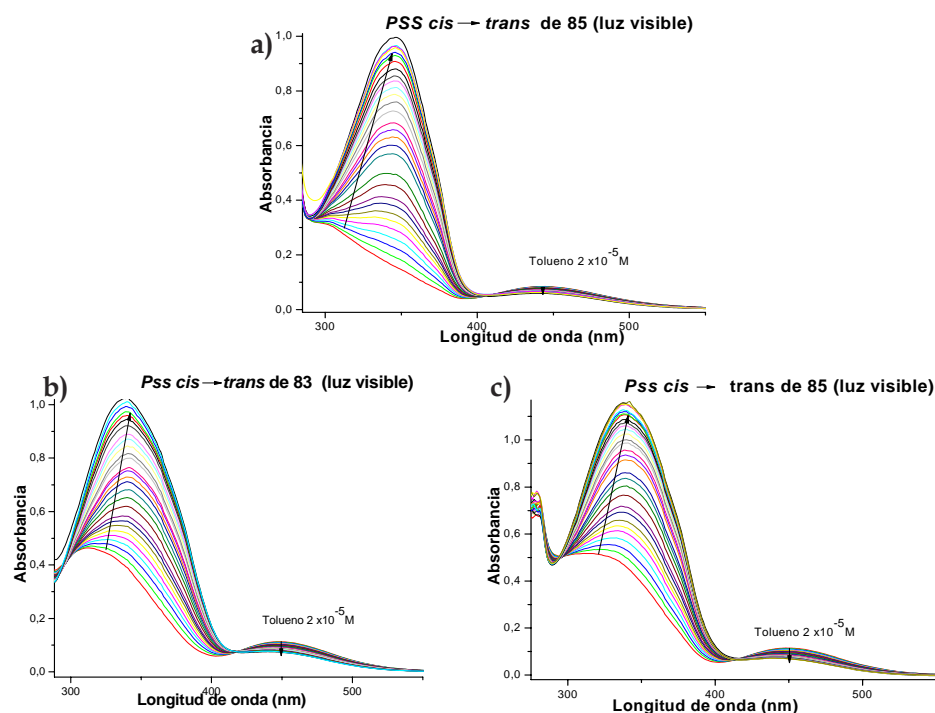 a)
PSS cis → trans de 85 (luz visible)
Absorbancia
1,0
0,8
0,6
0,4
0,2
0,0
Tolueno 2 x10-5M
300
400
500
Longitud de onda (nm)
b)
Pss cis → trans de 83 (luz visible)
Absorbancia
1,0
0,8
0,6
0,4
0,2
0,0
Tolueno 2 x10-5M
300
400
500
Longitud de onda (nm)
c)
Pss cis → trans de 85 (luz visible)
Absorbancia
1,0
0,8
0,6
0,4
0,2
0,0
Tolueno 2 x10-5M
300
400
500
Longitud de onda (nm)